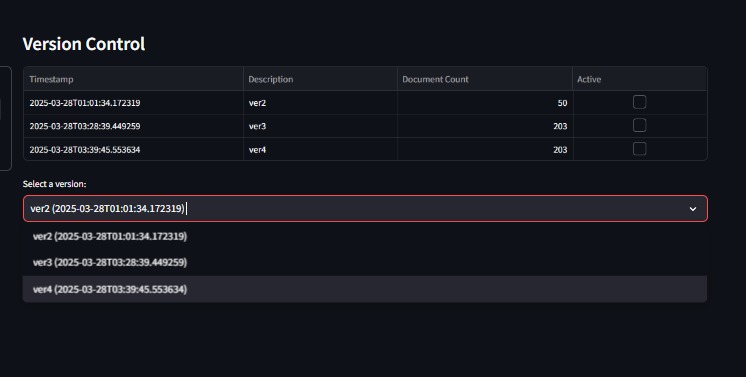 Version Control
Timestamp Description Document Count Active
2025-03-28T01:01:34.172319 ver2 50
2025-03-28T03:28:39.449259 ver3 203
2025-03-28T03:39:45.553634 ver4 203
Select a version:
ver2 (2025-03-28T01:01:34.172319)
ver2 (2025-03-28T01:01:34.172319)
ver3 (2025-03-28T03:28:39.449259)
ver4 (2025-03-28T03:39:45.553634)